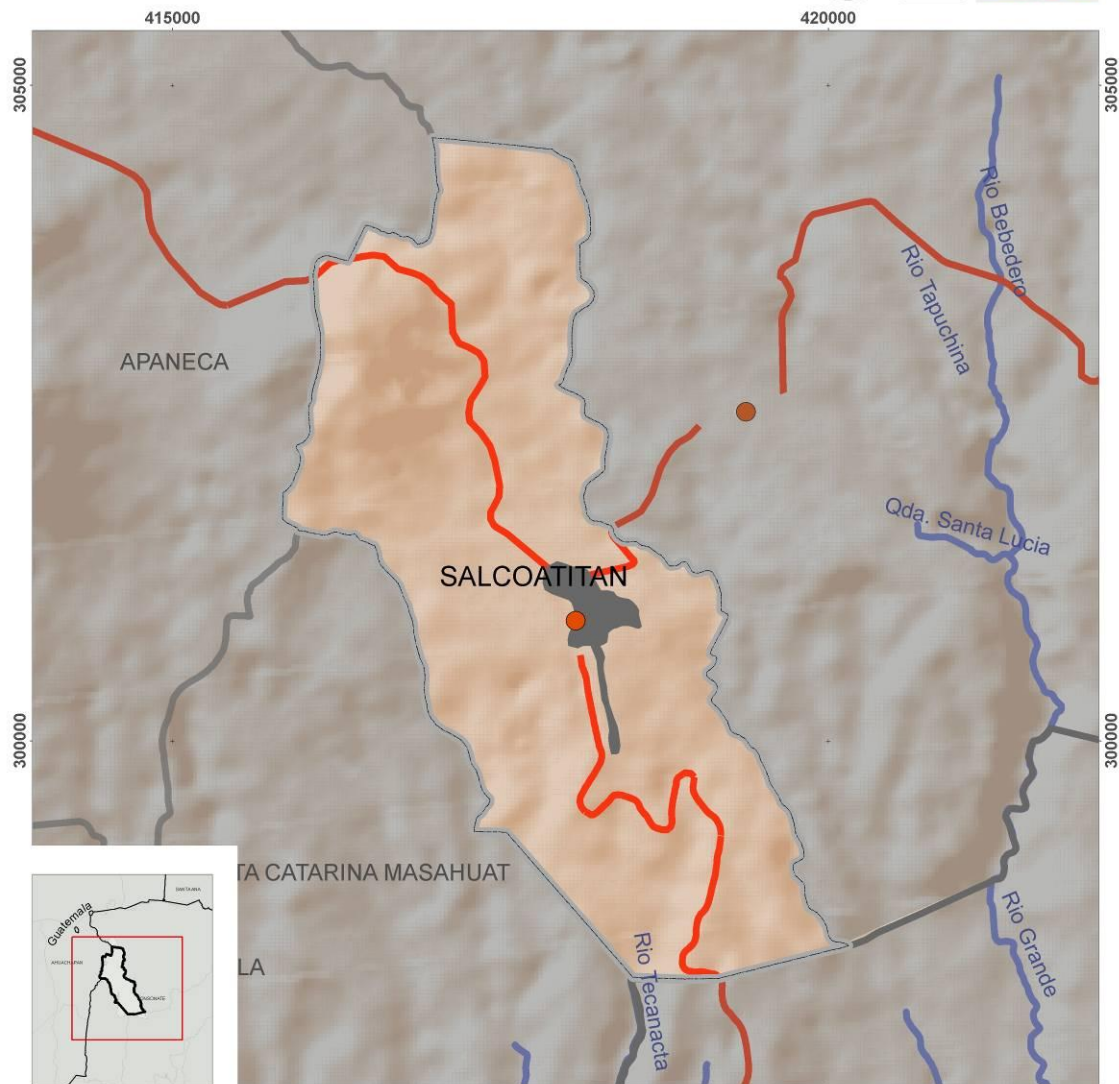 415000
420000
305000
305000
Rio Bebedero
Rio Tapuchina
APANECA
Qda. Santa Lucia
SALCOATITAN
300000
300000
TA CATARINA MASAHUAT
LA
Rio Tecanacta
Rio Grande
Guatemala